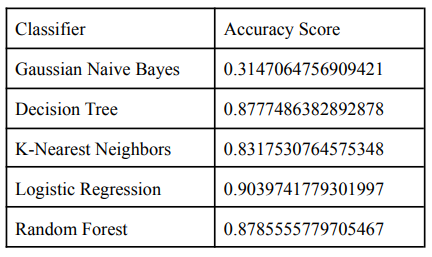 Classifier Accuracy Score
Gaussian Naive Bayes 0.3147064756909421
Decision Tree 0.8777486382892878
K-Nearest Neighbors 0.8317530764575348
Logistic Regression 0.9039741779301997
Random Forest 0.8785555779705467